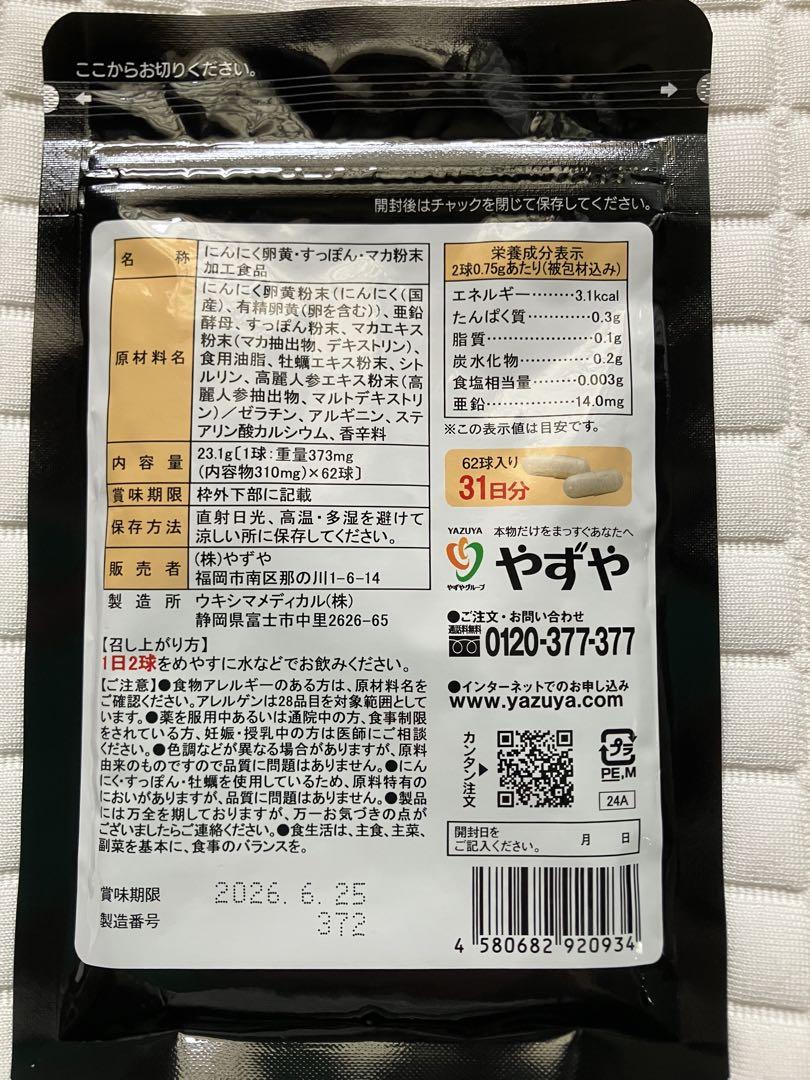 ここからお切りください。
開封後はチャックを閉じて保存してください。
名 称
にんにく卵黄・すっぽん・マカ粉末
加工食品
原材料名
にんにく卵黄粉末(にんにく(国
産)、有精卵黄(卵を含む))、亜鉛
酵母、すっぽん粉末、マカエキス
粉末(マカ抽出物、デキストリン)、
食用油脂、牡蠣エキス粉末、シト
ルリン、高麗人参エキス粉末(高
麗人参抽出物、マルトデキストリ
ン)／ゼラチン、アルギニン、ステ
アリン酸カルシウム、香辛料
内 容 量
23.1g〔1球:重量373mg
(内容物310mg)×62球〕
賞味期限
枠外下部に記載
保存方法
直射日光、高温・多湿を避けて
涼しい所に保存してください。
販 売 者
(株)やずや
福岡市南区那の川1-6-14
製 造 所
ウキシマメディカル(株)
静岡県富士市中里2626-65
【召し上がり方】
1日2球をめやすに水などでお飲みください。
【ご注意】●食物アレルギーのある方は、原材料名を
ご確認ください。アレルゲンは28品目を対象範囲として
います。●薬を服用中あるいは通院中の方、食事制限
をされている方、妊娠・授乳中の方は医師にご相談
ください。●色調などが異なる場合がありますが、原料
由来のものですので品質に問題はありません。●にん
にく・すっぽん・牡蠣を使用しているため、原料特有の
においがありますが、品質に問題はありません。●製品
には万全を期しておりますが、万一お気づきの点が
ございましたらご連絡ください。●食生活は、主食、主菜、
副菜を基本に、食事のバランスを。
賞味期限 2026. 6. 25
製造番号 372
栄養成分表示
2球0.75gあたり(被包材込み)
エネルギー………3.1kcal
たんぱく質…………0.3g
脂質…………………0.1g
炭水化物……………0.2g
食塩相当量………0.003g
亜鉛………………14.0mg
※この表示値は目安です。
62球入り
31日分
YAZUYA
やずやグループ
本物だけをまっすぐあなたへ
やずや
●ご注文・お問い合わせ
通話料無料
0120-377-377
●インターネットでのお申し込み
www.yazuya.com
カンタン注文
プラ
PE,M
24A
開封日を
ご記入ください。
月 日
4 580682 920934